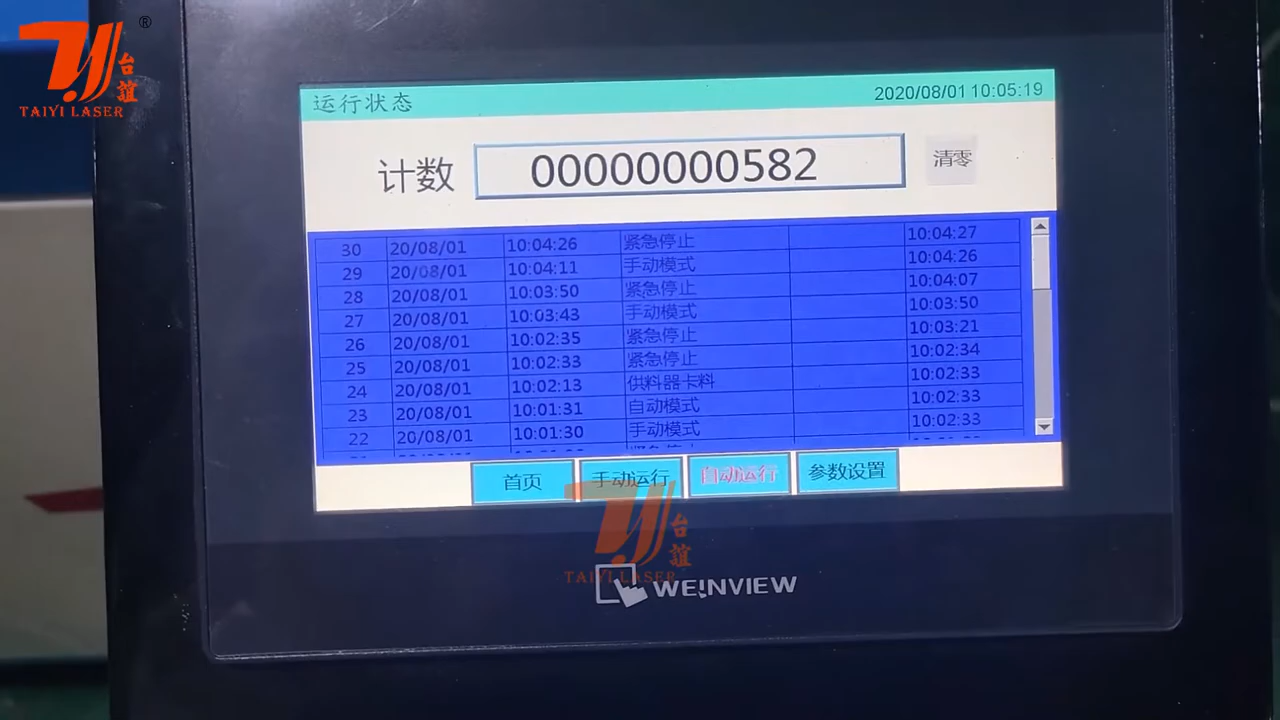 ®
台谊
TAIYI LASER
运行状态 2020/08/01 10:05:19
计数 00000000582 清零
30 20/08/01 10:04:26 紧急停止 10:04:27
29 20/08/01 10:04:11 手动模式 10:04:26
28 20/08/01 10:03:50 紧急停止 10:04:07
27 20/08/01 10:03:43 手动模式 10:03:50
26 20/08/01 10:02:35 紧急停止 10:03:21
25 20/08/01 10:02:33 紧急停止 10:02:34
24 20/08/01 10:02:13 供料器卡料 10:02:33
23 20/08/01 10:01:31 自动模式 10:02:33
22 20/08/01 10:01:30 手动模式 10:02:33
首页 手动运行 自动运行 参数设置
台谊
TAIYI LASER
WE!NVIEW